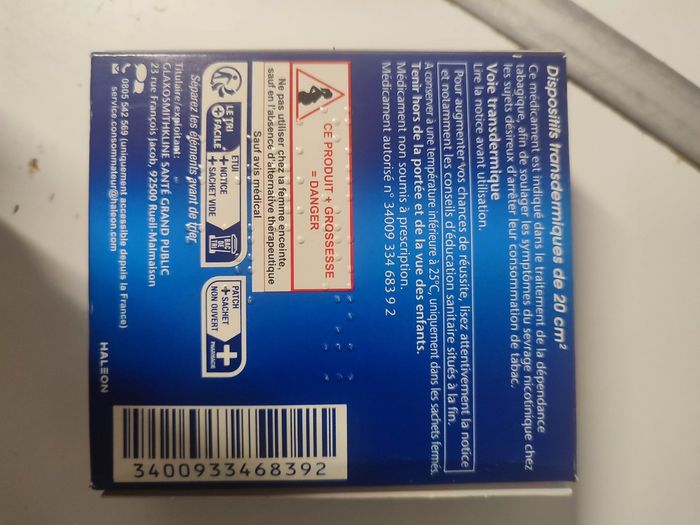 Dispositifs transdermiques de 20 cm²
Ce médicament est indiqué dans le traitement de la dépendance
tabagique, afin de soulager les symptômes du sevrage nicotinique chez
les sujets désireux d'arrêter leur consommation de tabac.
Voie transdermique
Lire la notice avant utilisation.
Pour augmenter vos chances de réussite, lisez attentivement la notice
et notamment les conseils d'éducation sanitaire situés à la fin.
A conserver à une température inférieure à 25°C, uniquement dans les sachets fermés.
Tenir hors de la portée et de la vue des enfants.
Médicament non soumis à prescription.
Médicament autorisé n° 34009 334 683 9 2
CE PRODUIT + GROSSESSE
= DANGER
Ne pas utiliser chez la femme enceinte,
sauf en l'absence d'alternative thérapeutique
Sauf avis médical
LE TRI
+ FACILE
ETUI
+ NOTICE
+ SACHET VIDE
BAC
DE
TRI
PATCH
+ SACHET
NON OUVERT
PHARMACIE
Séparez les éléments avant de trier
Titulaire/exploitant :
GLAXOSMITHKLINE SANTÉ GRAND PUBLIC
23 rue François Jacob, 92500 Rueil-Malmaison
0805 542 569 (uniquement accessible depuis la France)
service.consommateur@haleon.com
HALEON
3400933468392